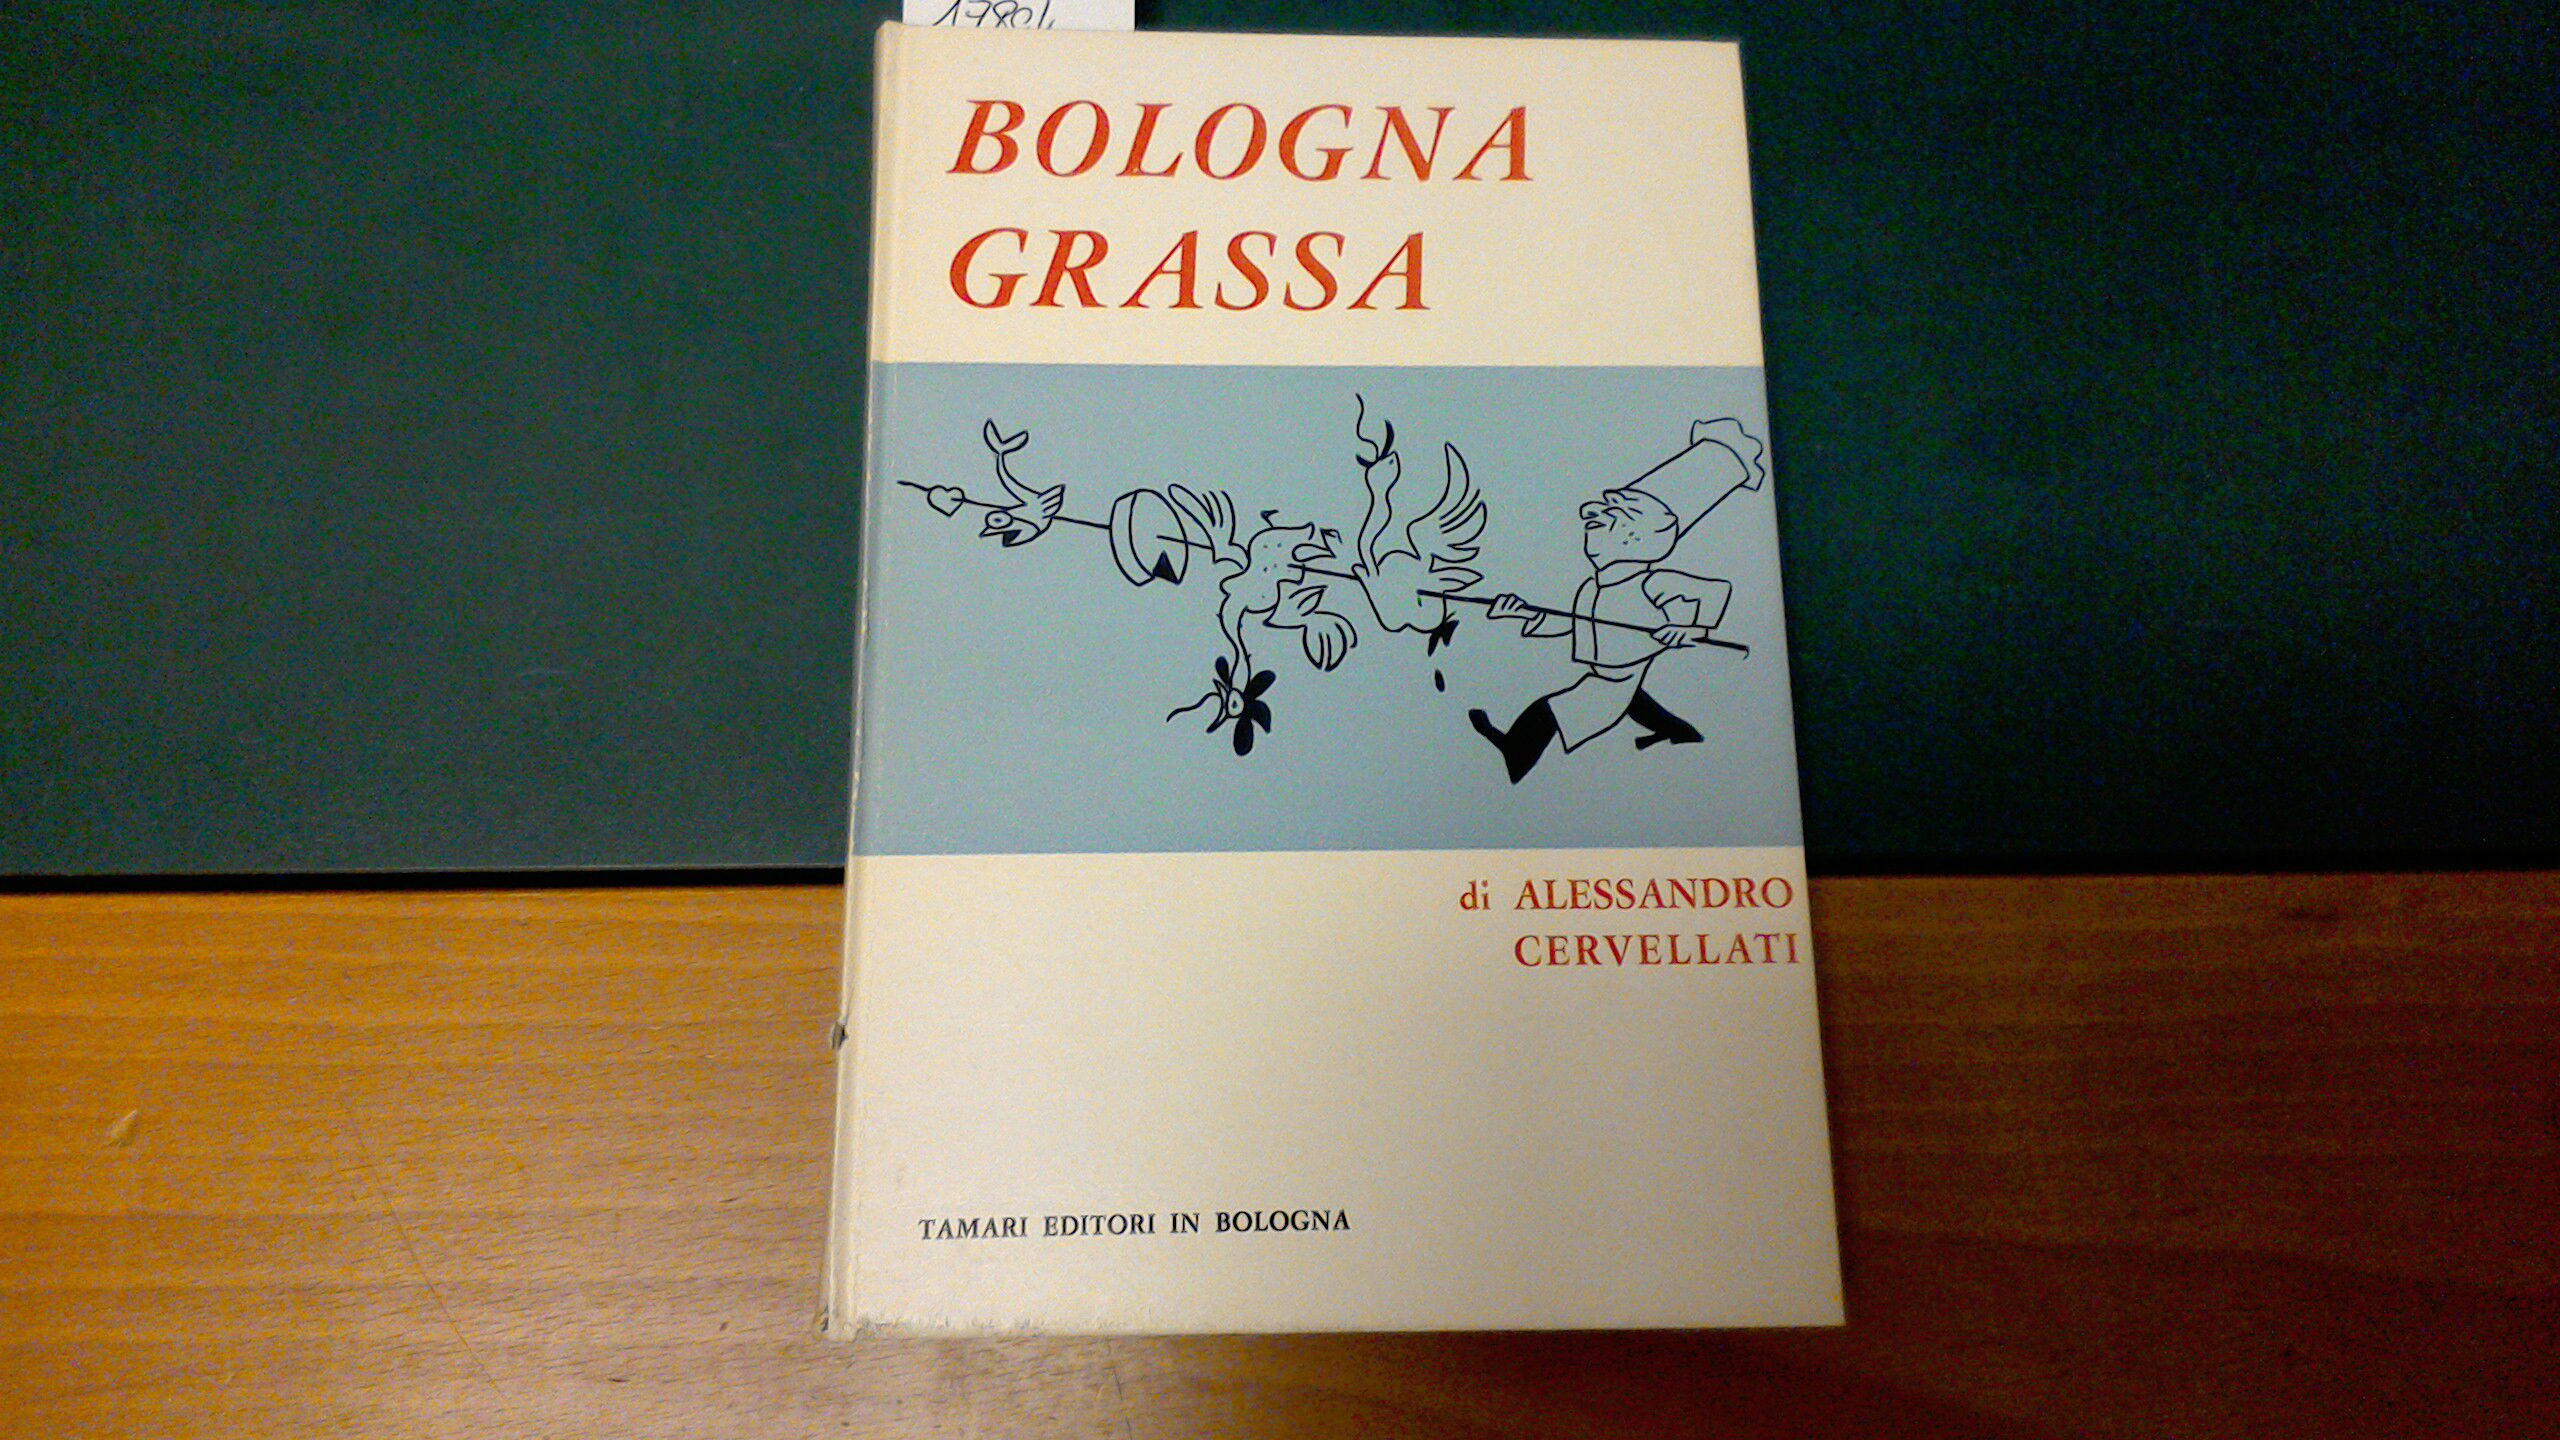 BOLOGNA
GRASSA
di ALESSANDRO
CERVELLATI
TAMARI EDITORI IN BOLOGNA